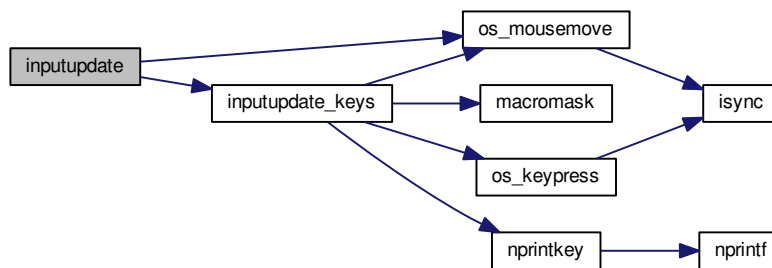 inputupdate
inputupdate_keys
os_mousemove
macromask
os_keypress
nprintkey
isync
nprintf